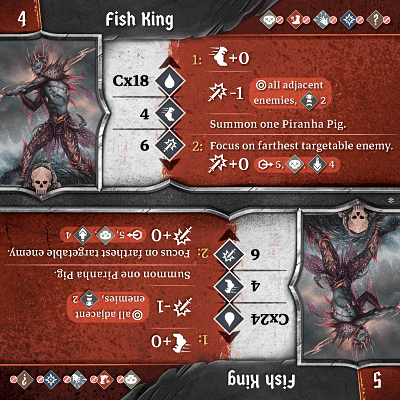 4 Fish King
Cx18
4
6
1: +0
-1 all adjacent
enemies, 2
Summon one Piranha Pig.
2: Focus on farthest targetable enemy.
+0 5, , 4
5 Fish King
Cx24
4
6
1: +0
-1 all adjacent
enemies, 2
Summon one Piranha Pig.
2: Focus on farthest targetable enemy.
+0 5, , 4